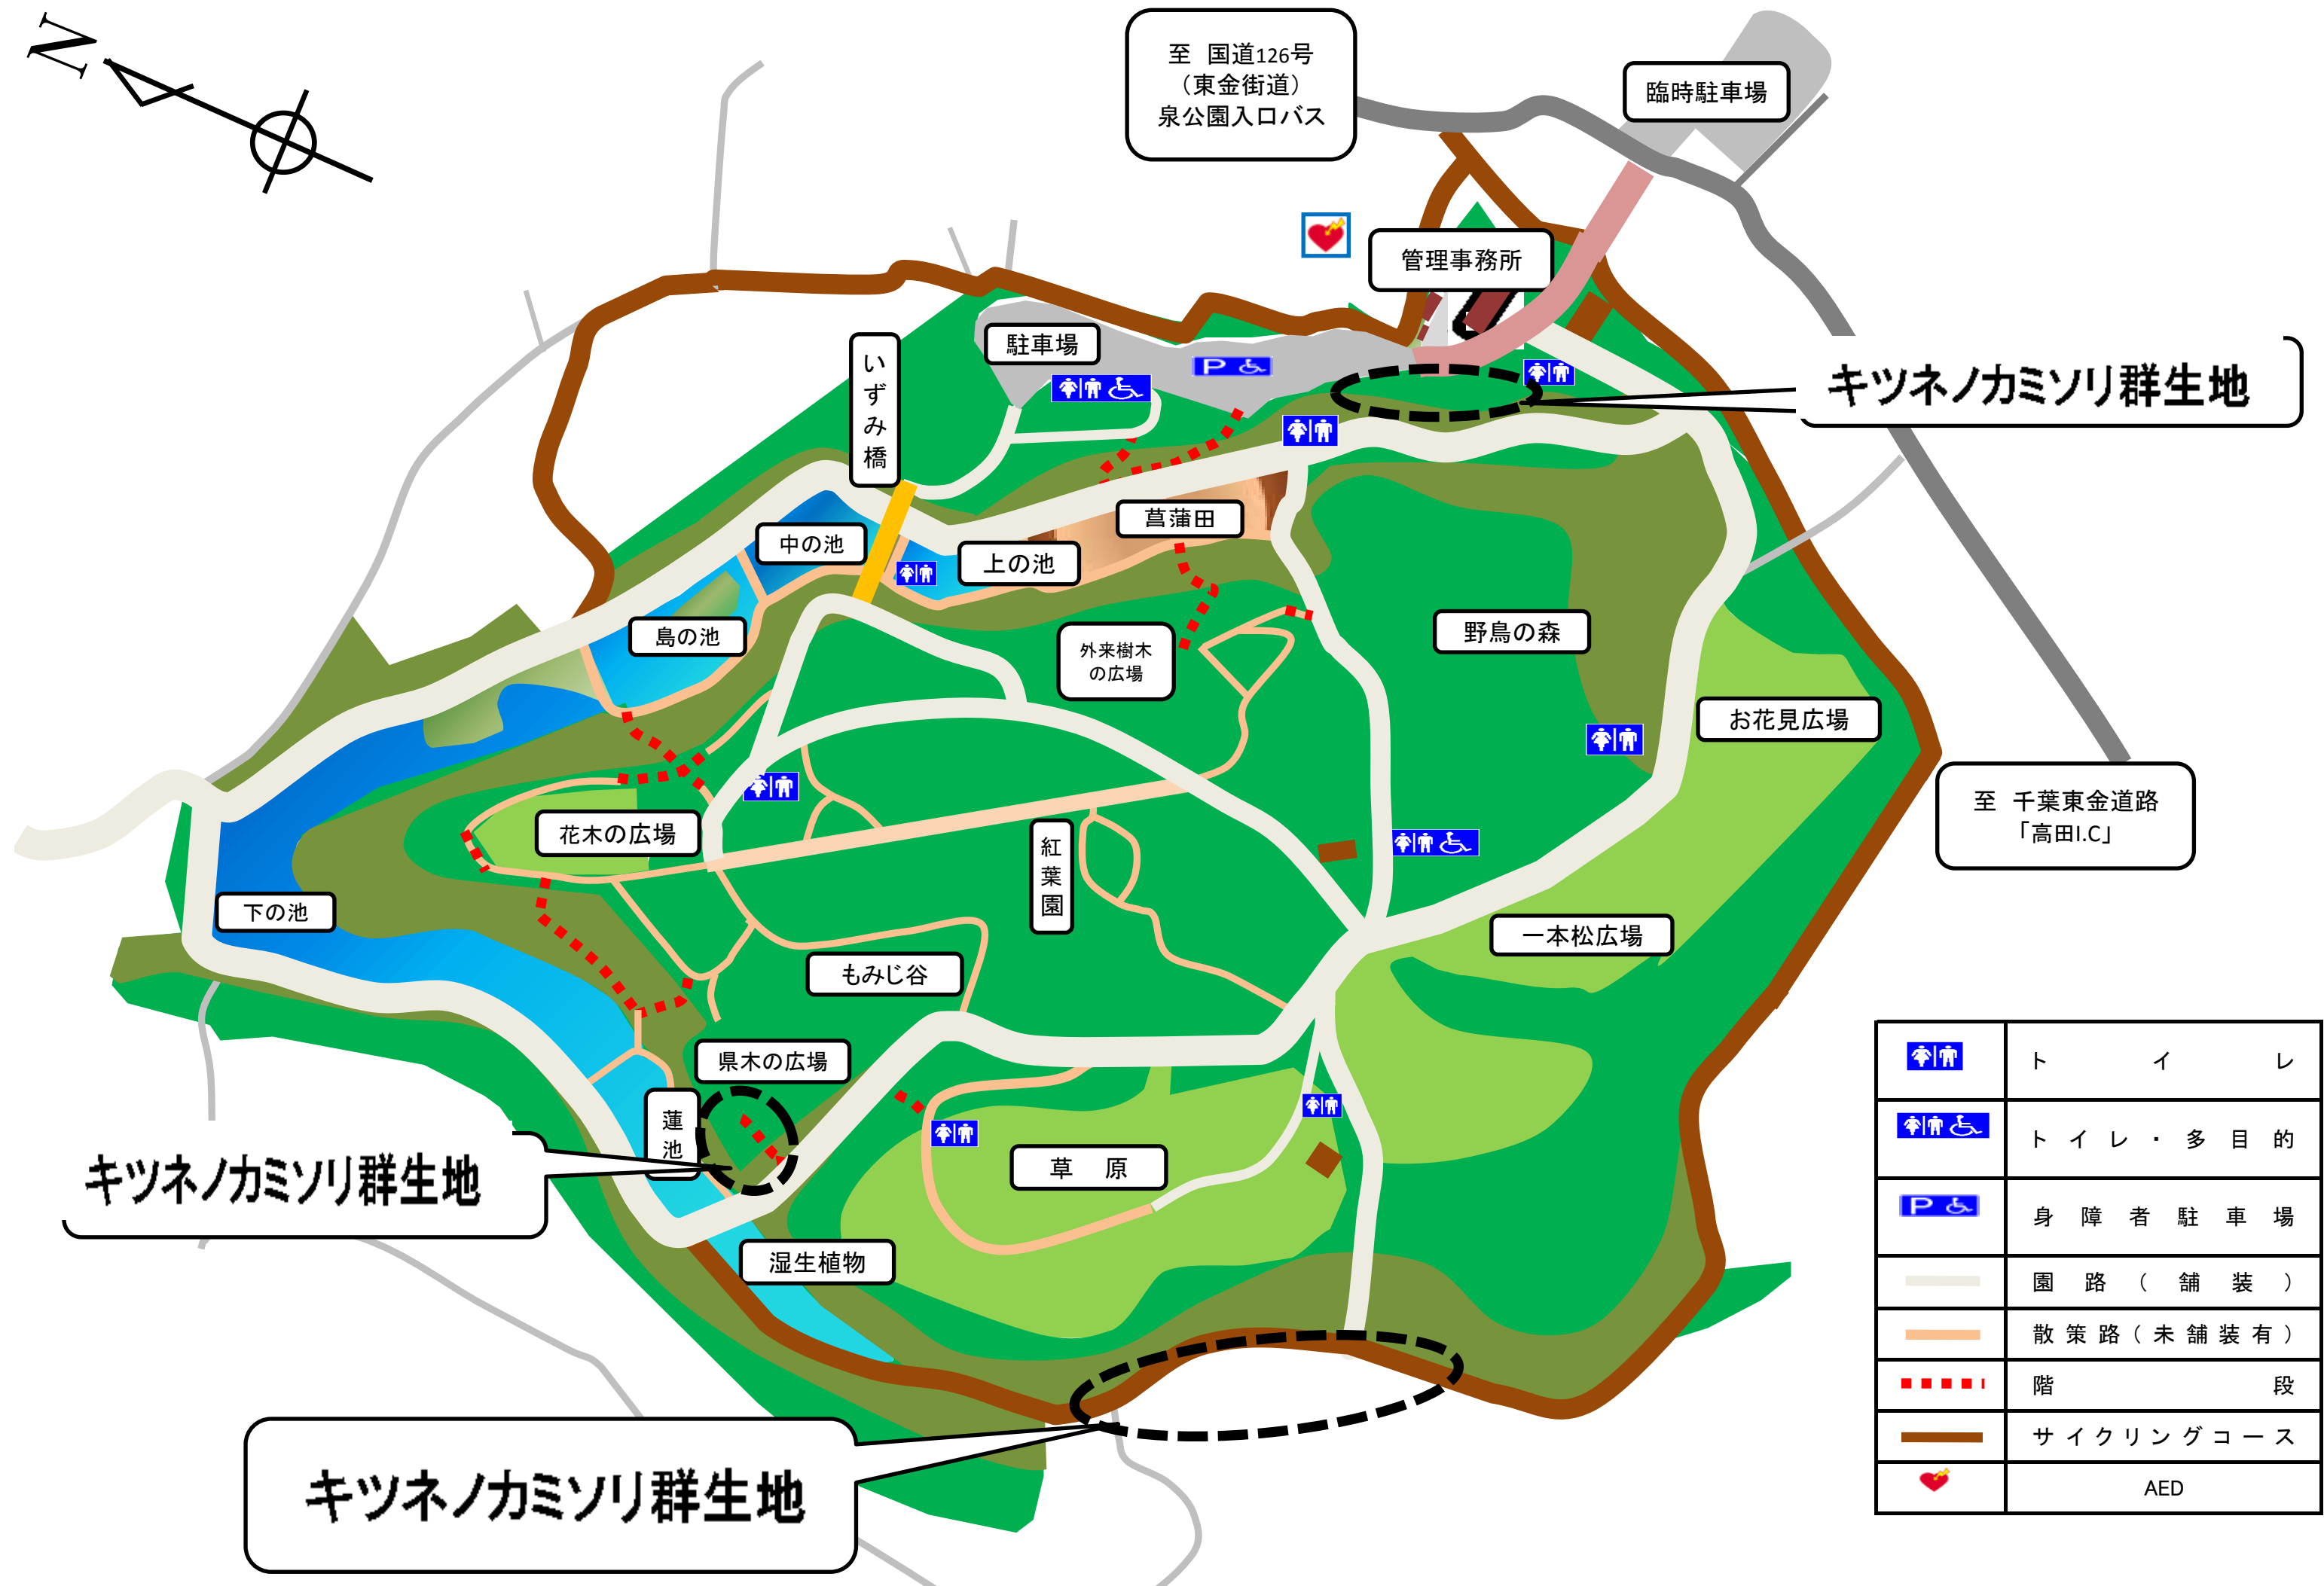 N
至 国道126号
（東金街道）
泉公園入口バス
臨時駐車場
管理事務所
駐車場
P
いずみ橋
キツネノカミソリ群生地
中の池
上の池
菖蒲田
島の池
外来樹木
の広場
野鳥の森
お花見広場
至 千葉東金道路
「高田I.C」
花木の広場
紅葉園
下の池
一本松広場
もみじ谷
県木の広場
蓮池
草 原
キツネノカミソリ群生地
湿生植物
キツネノカミソリ群生地
トイレ
トイレ・多目的
P 身障者駐車場
園路（舗装）
散策路（未舗装有）
階段
サイクリングコース
AED